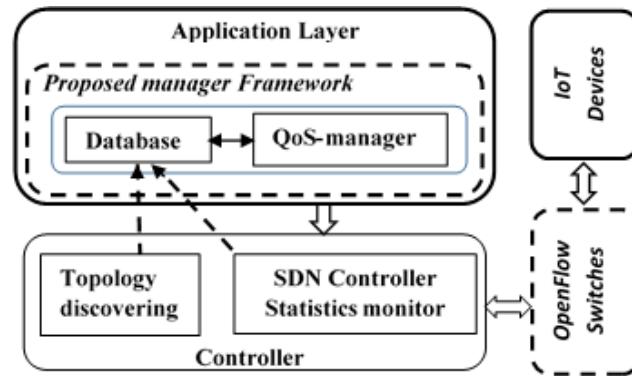 Application Layer
Proposed manager Framework
Database
QoS-manager
Topology
discovering
SDN Controller
Statistics monitor
Controller
IoT
Devices
OpenFlow
Switches